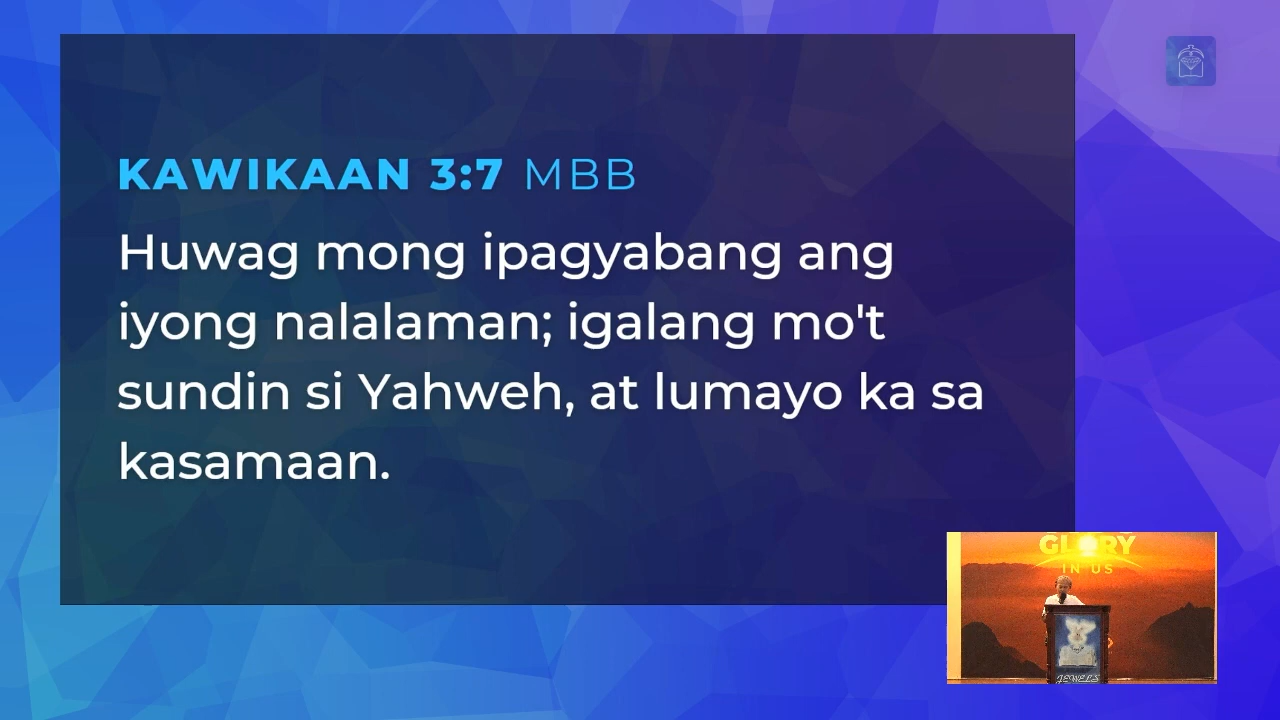 KAWIKAAN 3:7 MBB
Huwag mong ipagyabang ang
iyong nalalaman; igalang mo't
sundin si Yahweh, at lumayo ka sa
kasamaan.
GLORY
IN US
JEWELS